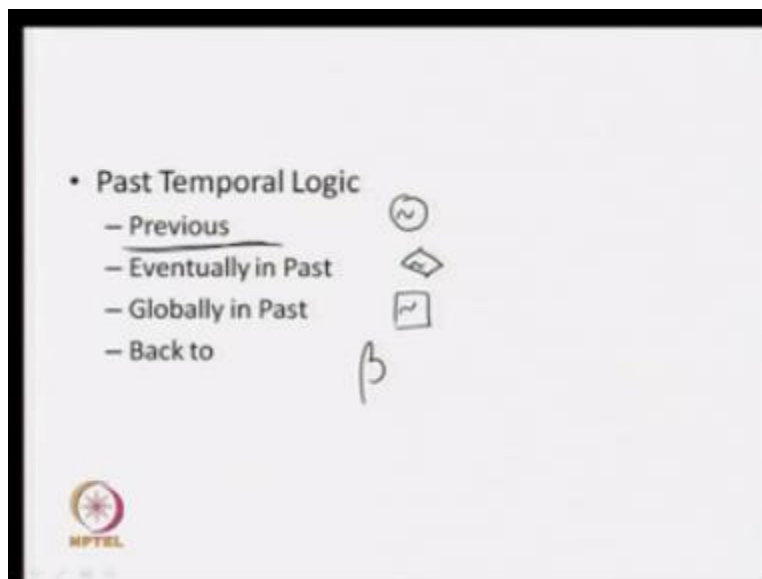 • Past Temporal Logic
– Previous ~
– Eventually in Past ~
– Globally in Past ~
– Back to β
NPTEL